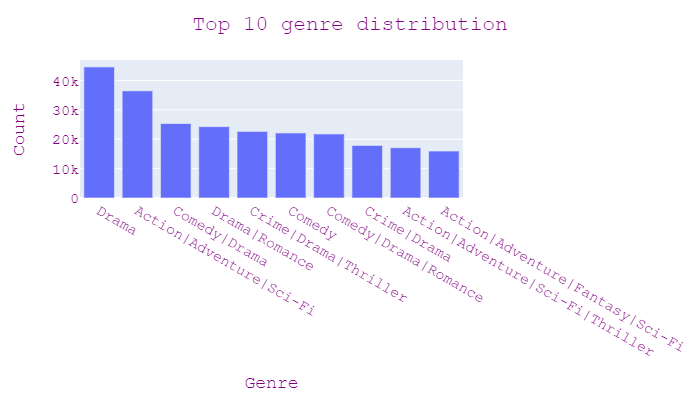 Top 10 genre distribution
Count
40k
30k
20k
10k
0
Drama
Action|Adventure|Sci-Fi
Comedy|Drama
Drama|Romance
Crime|Drama|Thriller
Comedy
Comedy|Drama|Romance
Crime|Drama
Action|Adventure|Sci-Fi|Thriller
Action|Adventure|Fantasy|Sci-Fi
Genre